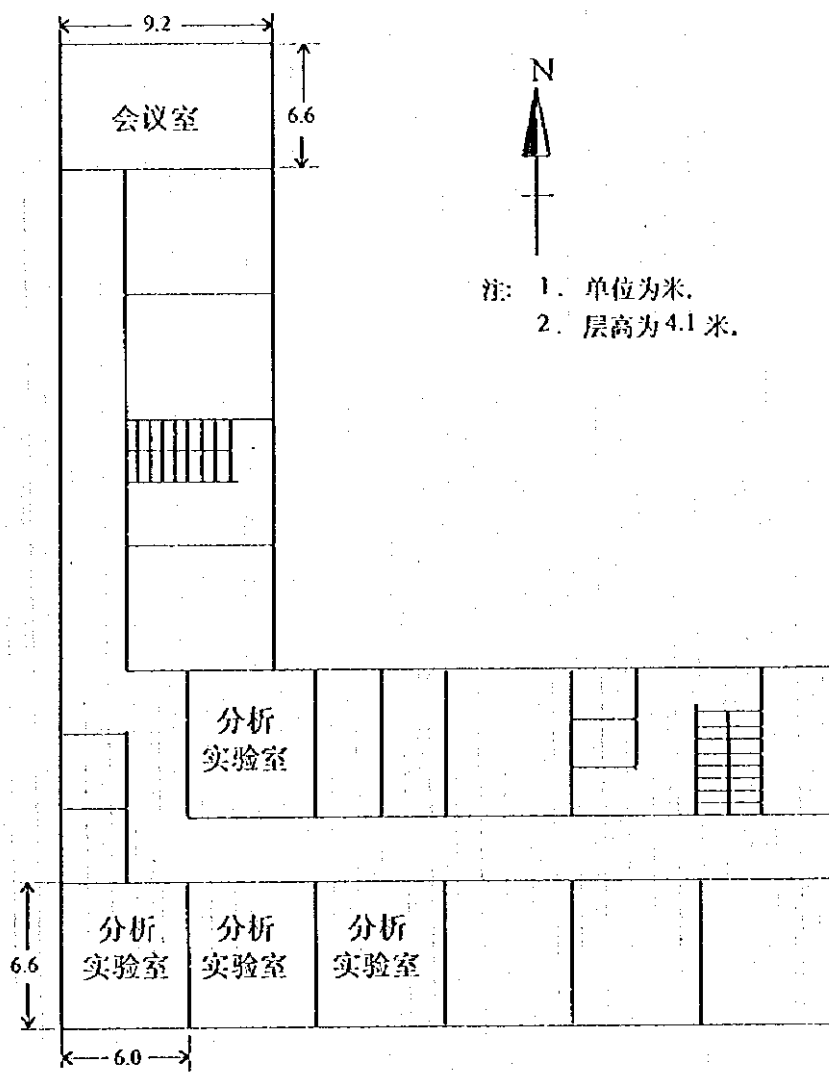 9.2
会议室
6.6
N
注: 1. 单位为米.
2. 层高为 4.1 米.
分析
实验室
分析
实验室
分析
实验室
分析
实验室
6.6
6.0